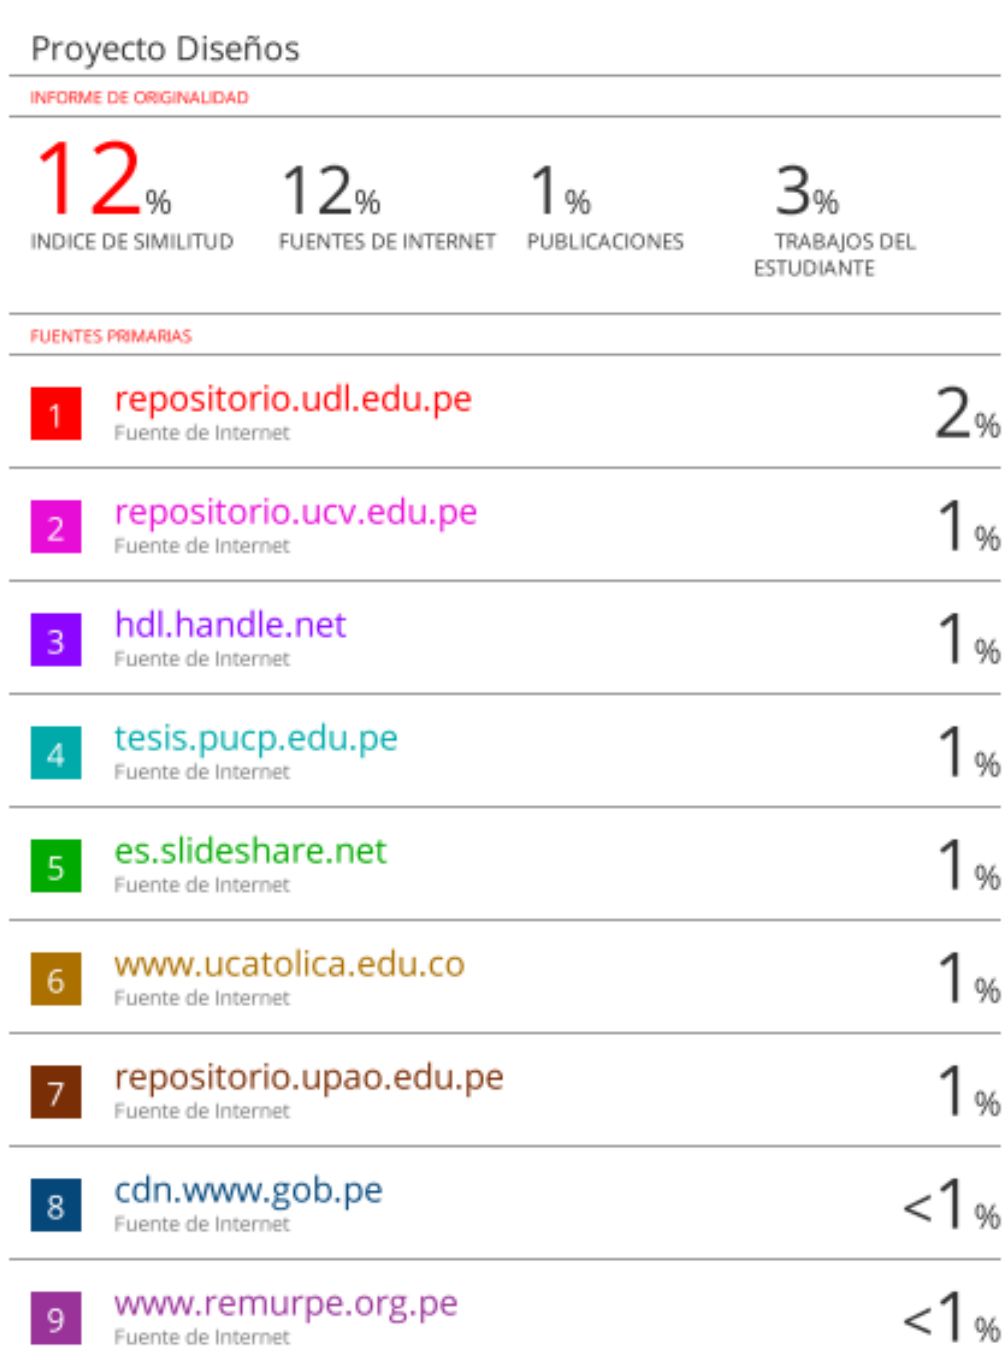 Proyecto Diseños
INFORME DE ORIGINALIDAD
12% 12% 1% 3%
INDICE DE SIMILITUD FUENTES DE INTERNET PUBLICACIONES TRABAJOS DEL
ESTUDIANTE
FUENTES PRIMARIAS
1 repositorio.udl.edu.pe 2%
Fuente de Internet
2 repositorio.ucv.edu.pe 1%
Fuente de Internet
3 hdl.handle.net 1%
Fuente de Internet
4 tesis.pucp.edu.pe 1%
Fuente de Internet
5 es.slideshare.net 1%
Fuente de Internet
6 www.ucatolica.edu.co 1%
Fuente de Internet
7 repositorio.upao.edu.pe 1%
Fuente de Internet
8 cdn.www.gob.pe <1%
Fuente de Internet
9 www.remurpe.org.pe <1%
Fuente de Internet